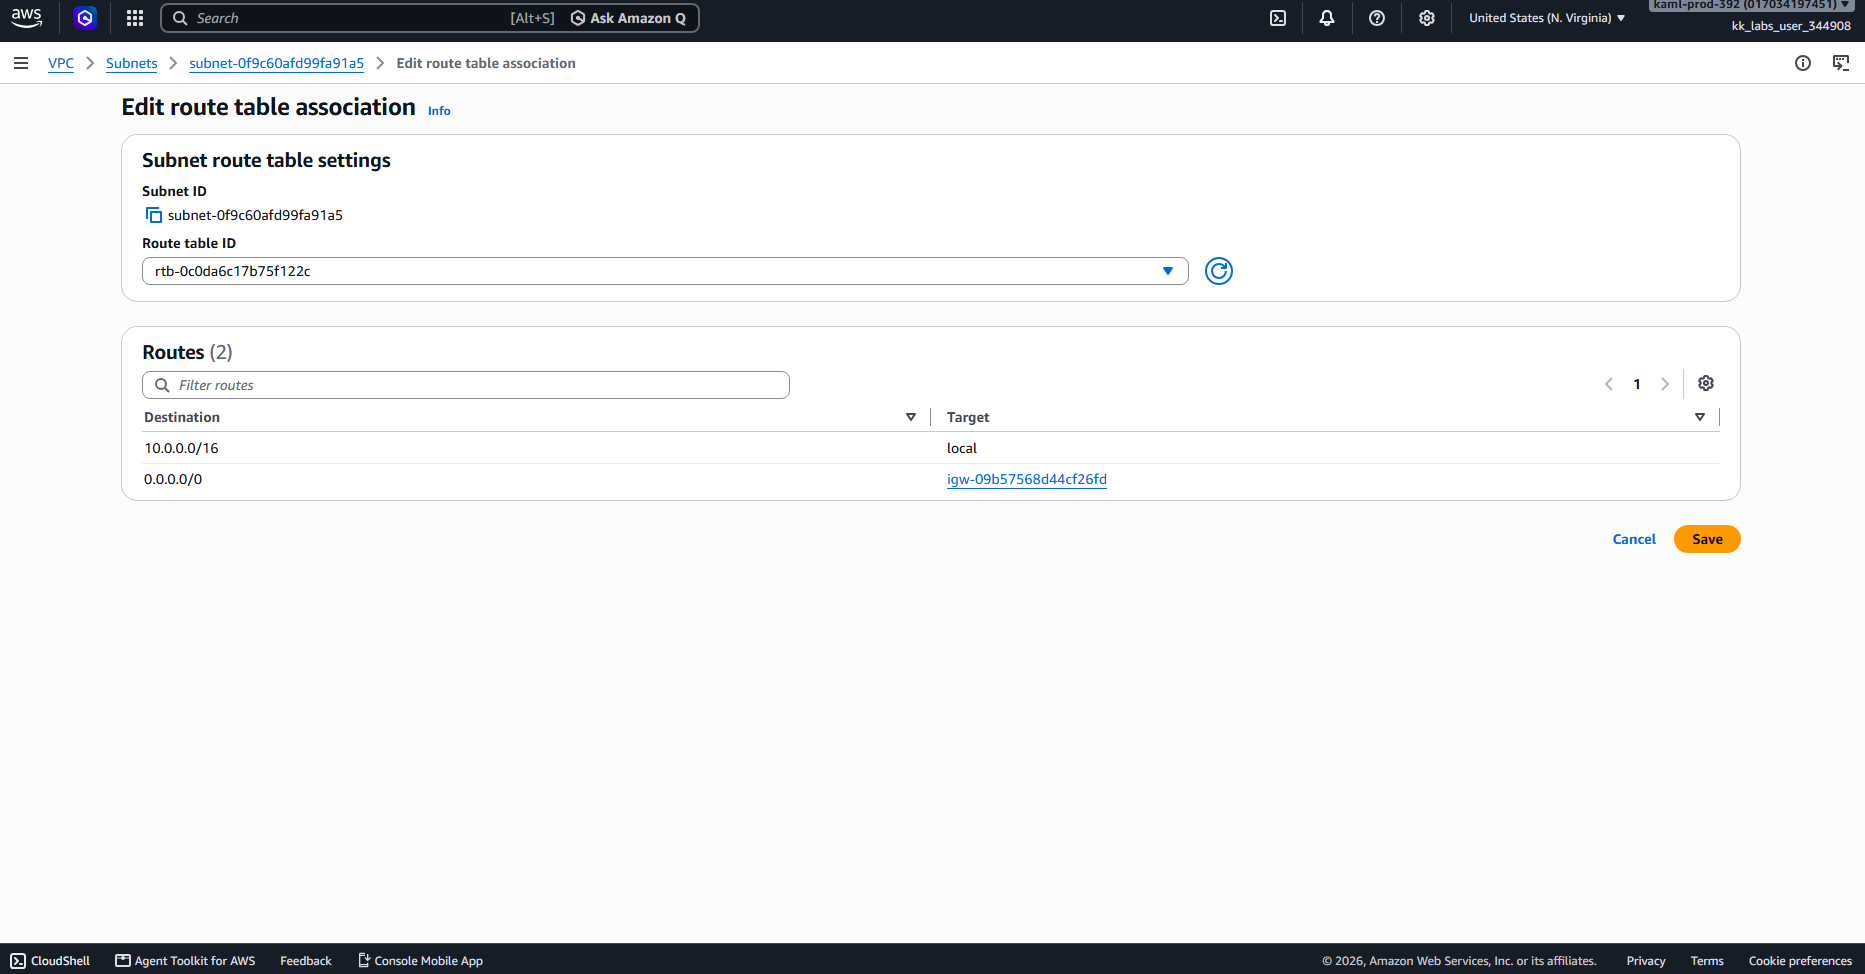 aws
Search [Alt+S] Ask Amazon Q
United States (N. Virginia)
kaml-prod-392 (017034197451)
kk_labs_user_344908
VPC
Subnets
subnet-0f9c60afd99fa91a5
Edit route table association
Edit route table association Info
Subnet route table settings
Subnet ID
subnet-0f9c60afd99fa91a5
Route table ID
rtb-0c0da6c17b75f122c
Routes (2)
Filter routes
1
Destination Target
10.0.0.0/16 local
0.0.0.0/0 igw-09b57568d44cf26fd
Cancel Save
CloudShell Agent Toolkit for AWS Feedback Console Mobile App © 2026, Amazon Web Services, Inc. or its affiliates. Privacy Terms Cookie preferences